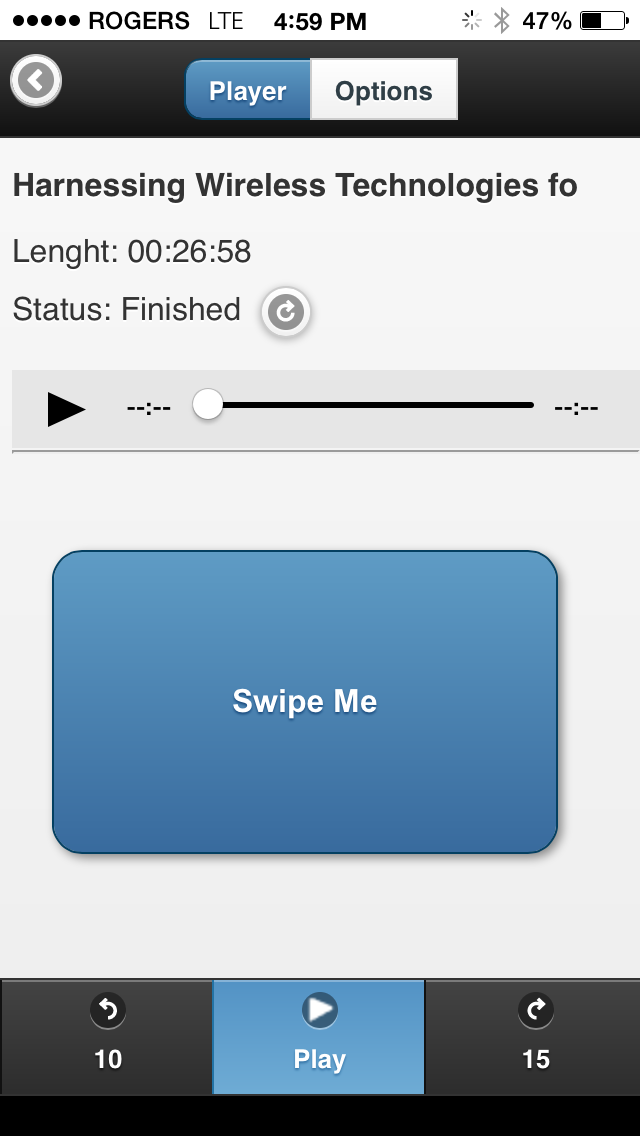 ROGERS LTE 4:59 PM 47%
Player Options
Harnessing Wireless Technologies fo
Lenght: 00:26:58
Status: Finished
--:-- --:--
Swipe Me
10 Play 15